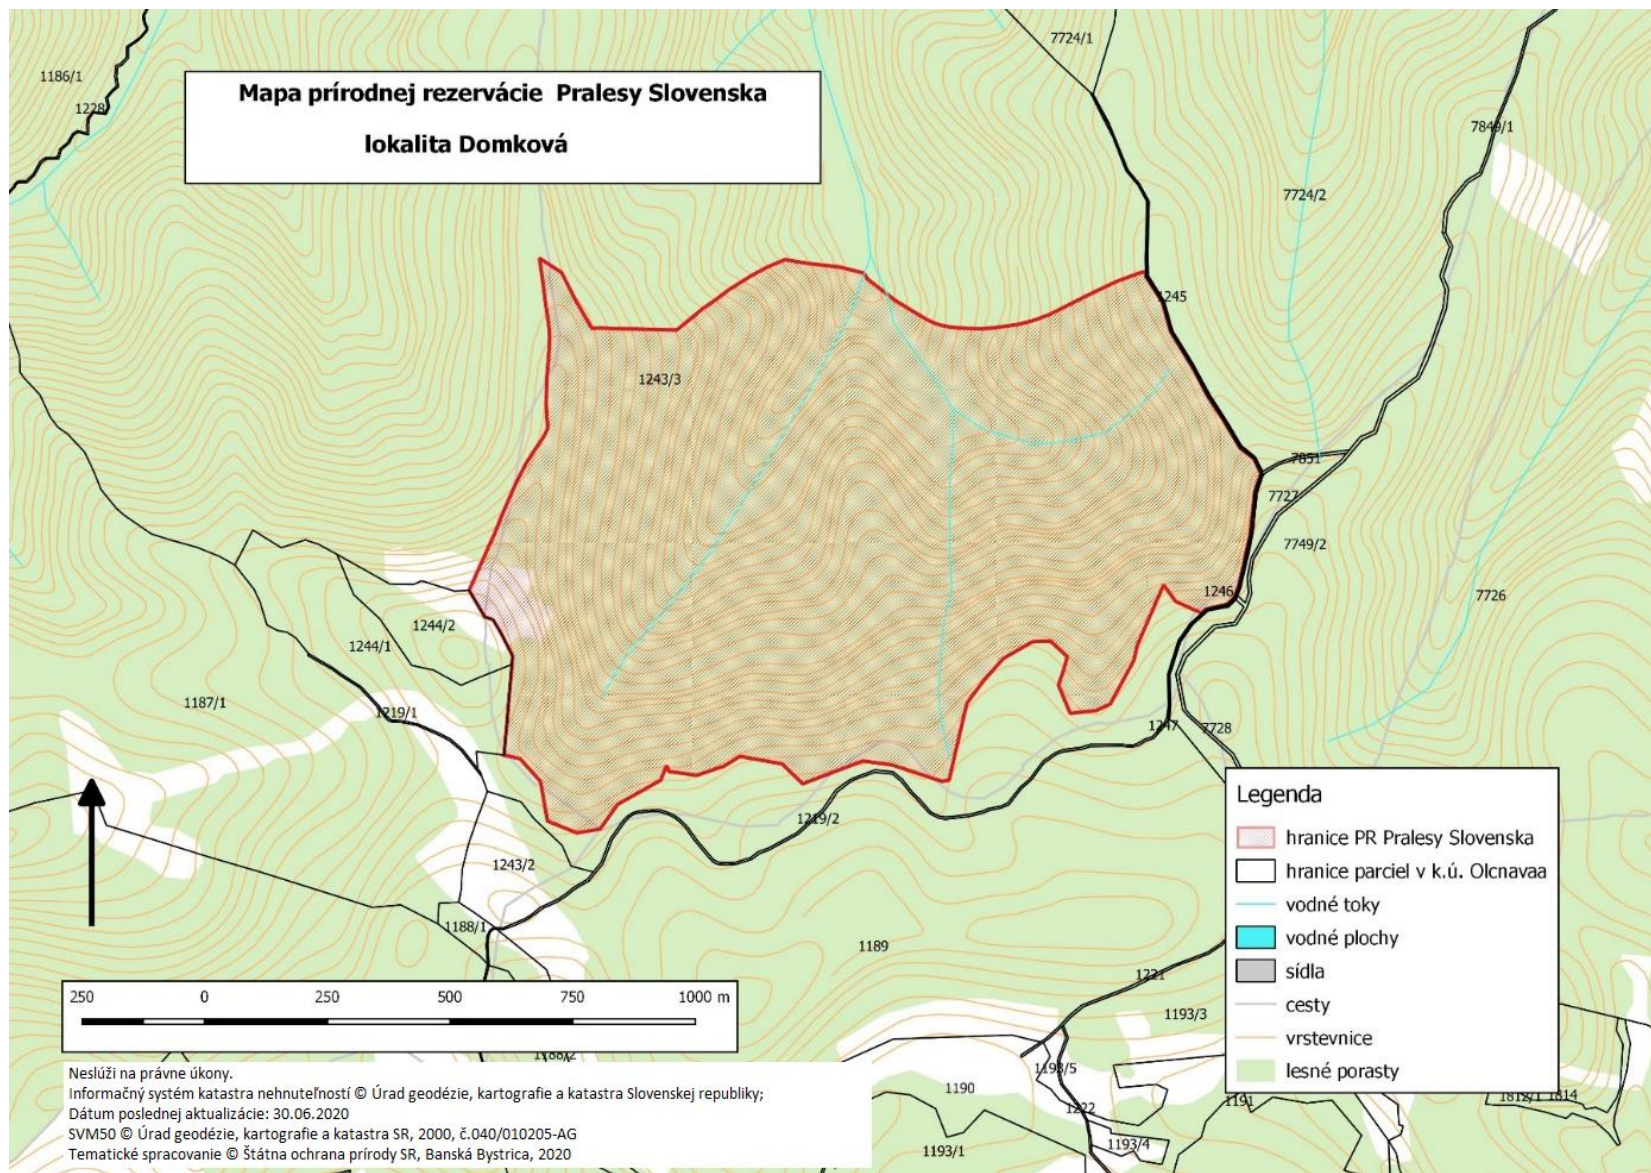 Mapa prírodnej rezervácie Pralesy Slovenska
lokalita Domková
1186/1
1228
7724/1
7849/1
7724/2
1245
1243/3
7851
7727
7749/2
1246
7726
1244/2
1244/1
1187/1
1219/1
1247
7728
1219/2
1243/2
1188/1
1189
1221
1193/3
1188/2
1193/5
1190
1222
1191
1812/1 1814
1193/4
1193/1
Legenda
hranice PR Pralesy Slovenska
hranice parciel v k.ú. Olcnavaa
vodné toky
vodné plochy
sídla
cesty
vrstevnice
lesné porasty
250 0 250 500 750 1000 m
Neslúži na právne úkony.
Informačný systém katastra nehnuteľností © Úrad geodézie, kartografie a katastra Slovenskej republiky;
Dátum poslednej aktualizácie: 30.06.2020
SVM50 © Úrad geodézie, kartografie a katastra SR, 2000, č.040/010205-AG
Tematické spracovanie © Štátna ochrana prírody SR, Banská Bystrica, 2020